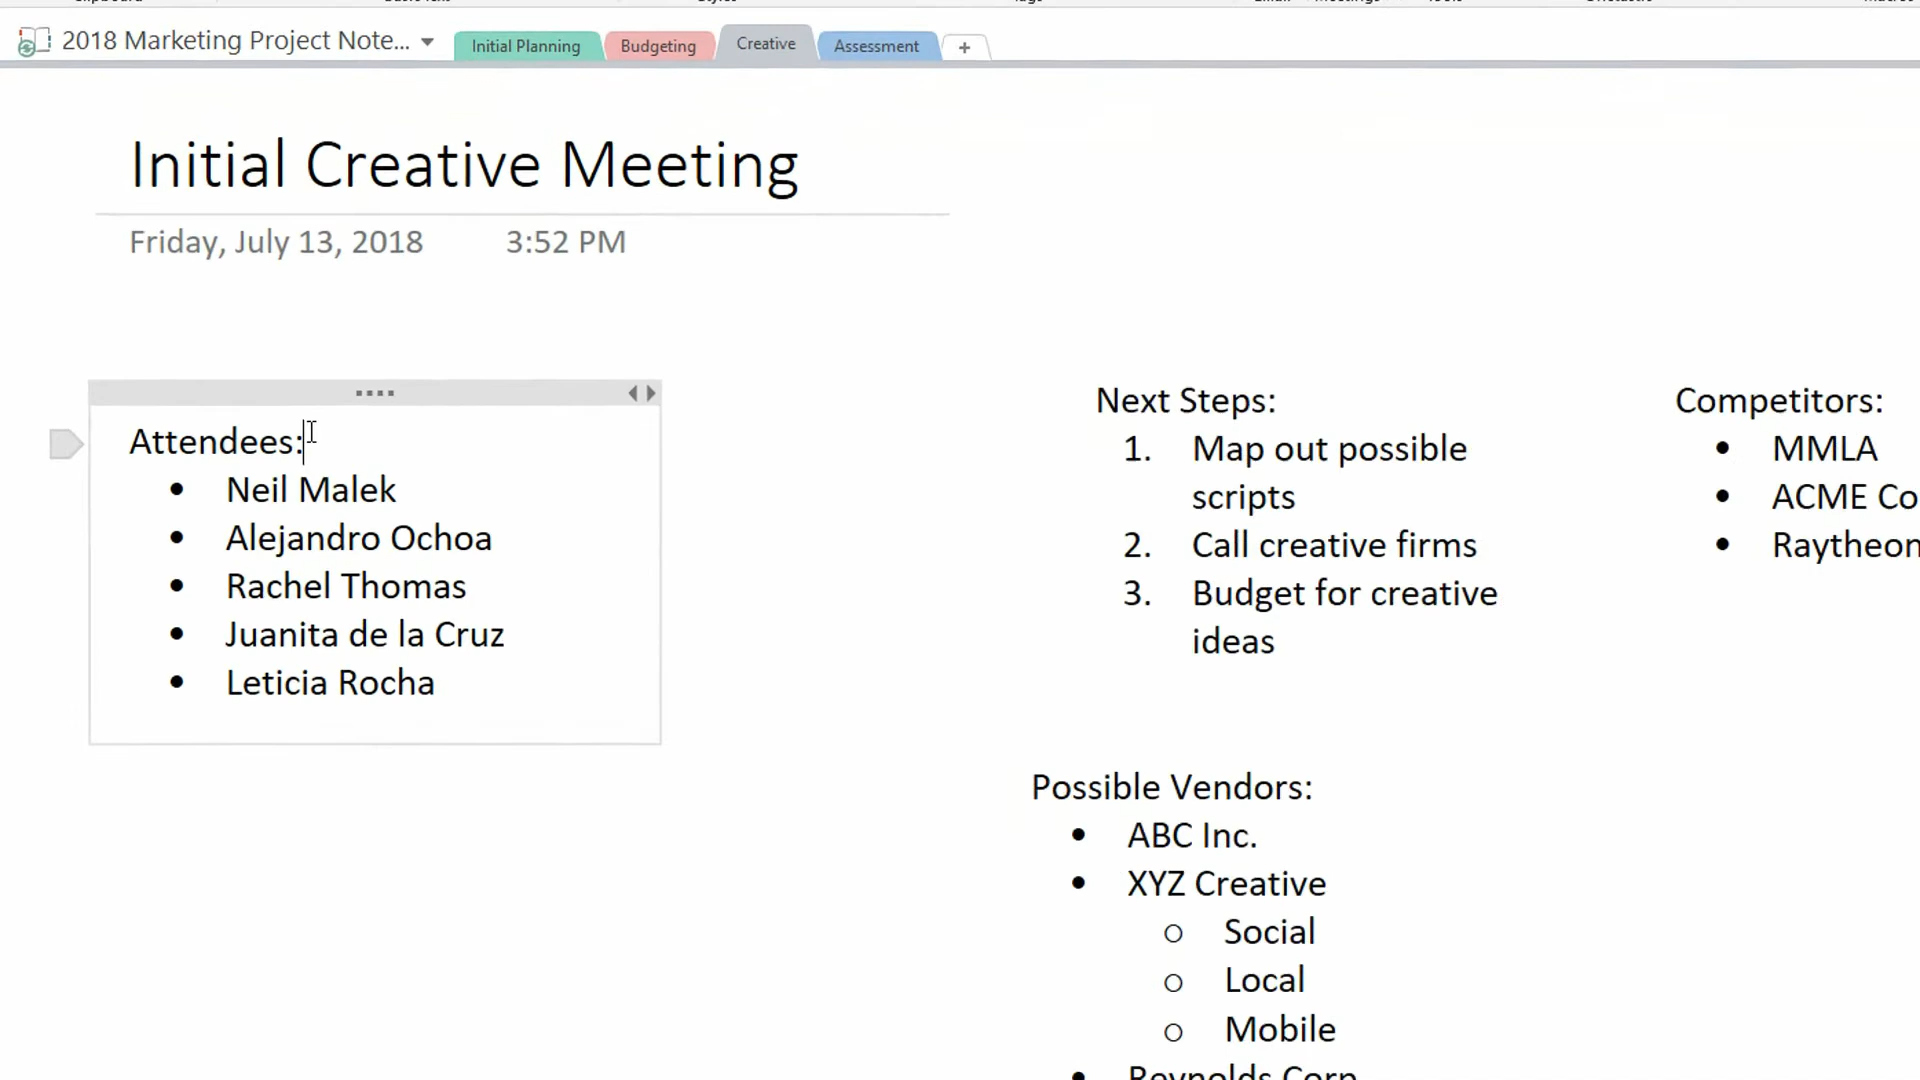 2018 Marketing Project Note...
Initial Planning
Budgeting
Creative
Assessment
+
Initial Creative Meeting
Friday, July 13, 2018 3:52 PM
Attendees:
• Neil Malek
• Alejandro Ochoa
• Rachel Thomas
• Juanita de la Cruz
• Leticia Rocha
Next Steps:
1. Map out possible
scripts
2. Call creative firms
3. Budget for creative
ideas
Competitors:
• MMLA
• ACME Co
• Raytheon
Possible Vendors:
• ABC Inc.
• XYZ Creative
o Social
o Local
o Mobile
• Reynolds Corp